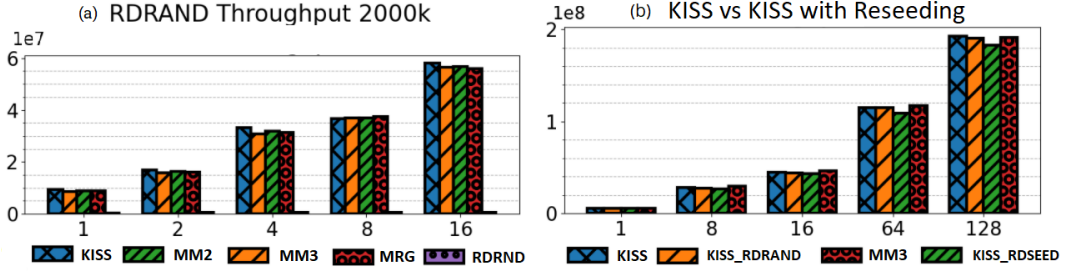 (a) RDRAND Throughput 2000k
1e7
6
4
2
0
1 2 4 8 16
KISS MM2 MM3 MRG RDRND
(b) KISS vs KISS with Reseeding
1e8
2
1
0
1 8 16 64 128
KISS KISS_RDRAND MM3 KISS_RDSEED